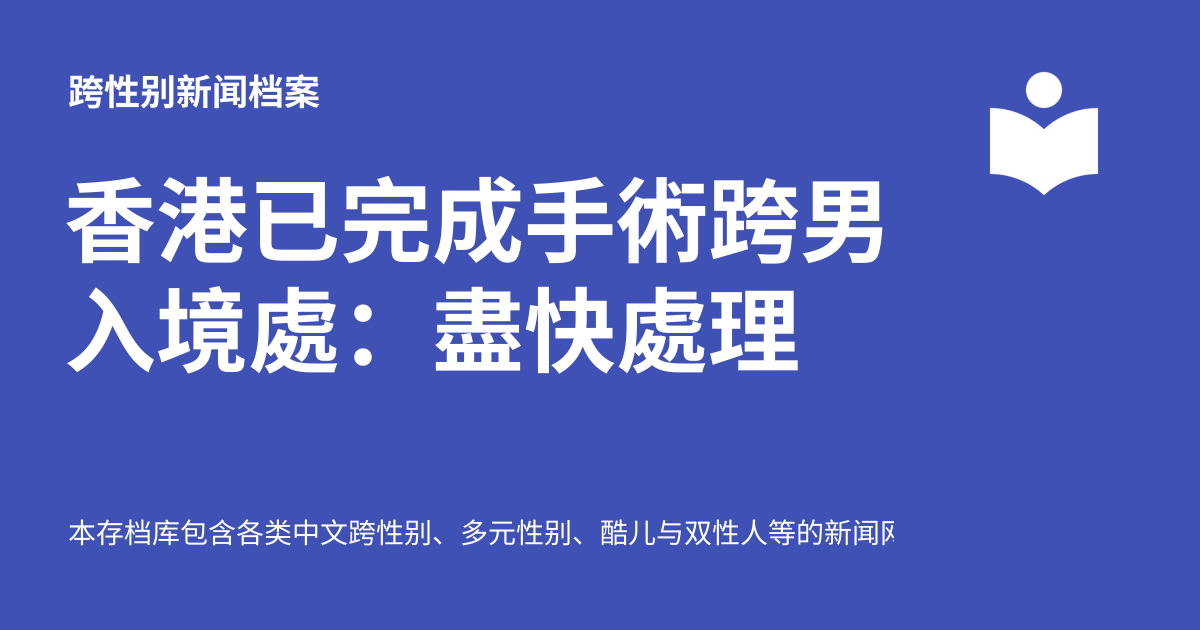 跨性别新闻档案
香港已完成手術跨男
入境處：盡快處理
本存档库包含各类中文跨性别、多元性别、酷儿与双性人等的新闻